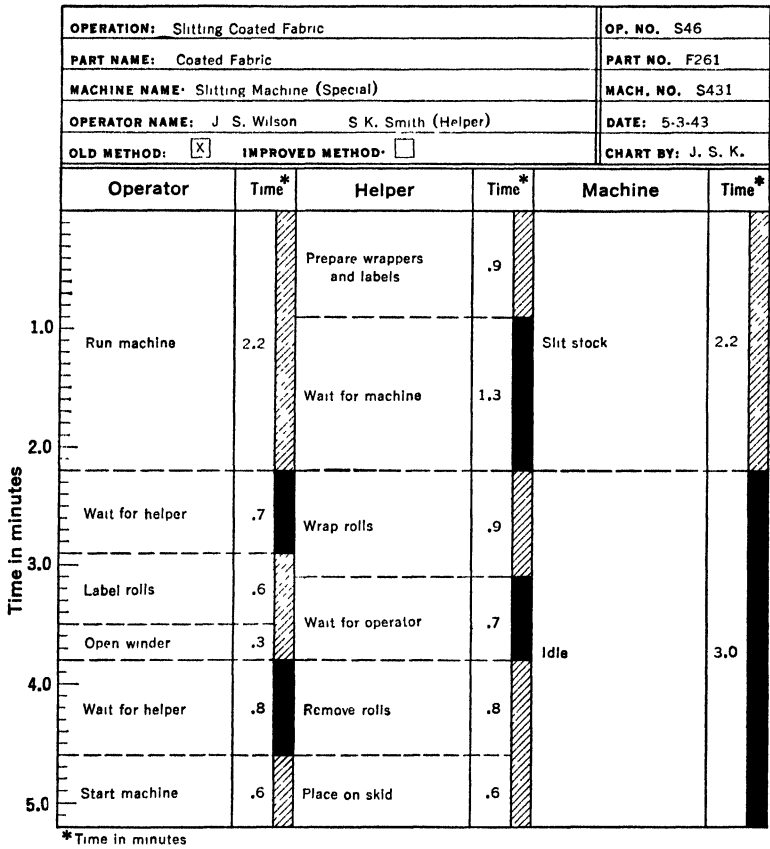 OPERATION: Slitting Coated Fabric OP. NO. S46
PART NAME: Coated Fabric PART NO. F261
MACHINE NAME· Slitting Machine (Special) MACH. NO. S431
OPERATOR NAME: J S. Wilson S K. Smith (Helper) DATE: 5-3-43
OLD METHOD: X IMPROVED METHOD· CHART BY: J. S. K.
Operator Time* Helper Time* Machine Time*
Prepare wrappers
and labels .9
1.0
Run machine 2.2 Slit stock 2.2
Wait for machine 1.3
2.0
Wait for helper .7 Wrap rolls .9
3.0
Label rolls .6
Wait for operator .7
Open winder .3
Idle 3.0
4.0
Wait for helper .8 Remove rolls .8
Start machine .6 Place on skid .6
5.0
Time in minutes
*Time in minutes